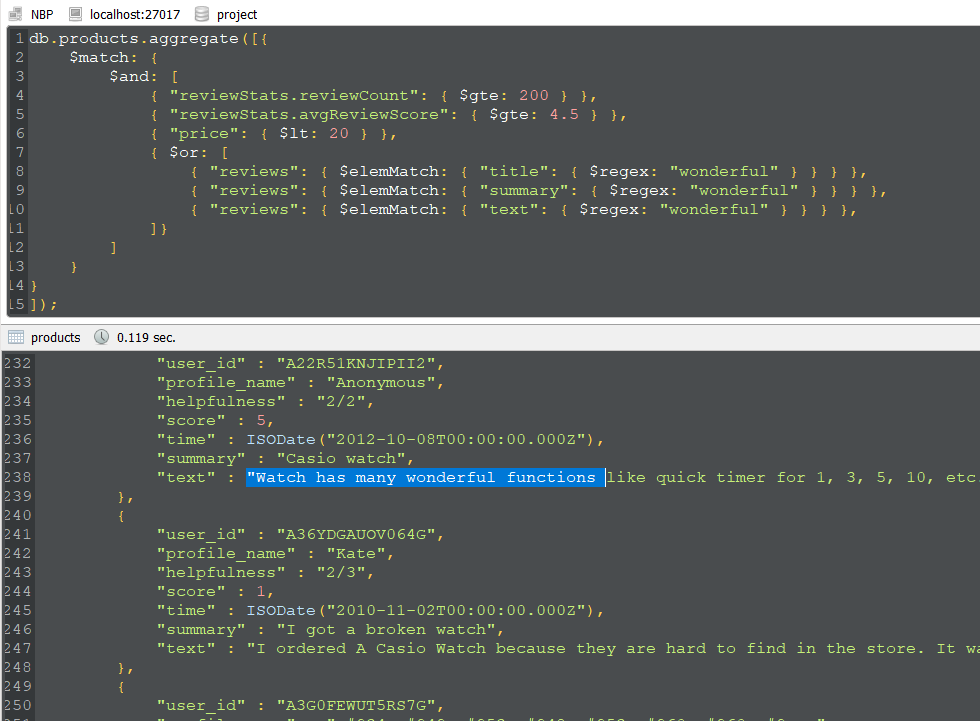 NBP localhost:27017 project
1 db.products.aggregate([{
2 $match: {
3 $and: [
4 { "reviewStats.reviewCount": { $gte: 200 } },
5 { "reviewStats.avgReviewScore": { $gte: 4.5 } },
6 { "price": { $lt: 20 } },
7 { $or: [
8 { "reviews": { $elemMatch: { "title": { $regex: "wonderful" } } } },
9 { "reviews": { $elemMatch: { "summary": { $regex: "wonderful" } } } },
10 { "reviews": { $elemMatch: { "text": { $regex: "wonderful" } } } },
11 ]}
12 ]
13 }
14 }
15 ]);
products 0.119 sec.
232 "user_id" : "A22R51KNJIPII2",
233 "profile_name" : "Anonymous",
234 "helpfulness" : "2/2",
235 "score" : 5,
236 "time" : ISODate("2012-10-08T00:00:00.000Z"),
237 "summary" : "Casio watch",
238 "text" : "Watch has many wonderful functions like quick timer for 1, 3, 5, 10, etc.
239 },
240 {
241 "user_id" : "A36YDGAUOV064G",
242 "profile_name" : "Kate",
243 "helpfulness" : "2/3",
244 "score" : 1,
245 "time" : ISODate("2010-11-02T00:00:00.000Z"),
246 "summary" : "I got a broken watch",
247 "text" : "I ordered A Casio Watch because they are hard to find in the store. It wa
248 },
249 {
250 "user_id" : "A3G0FEWUT5RS7G",